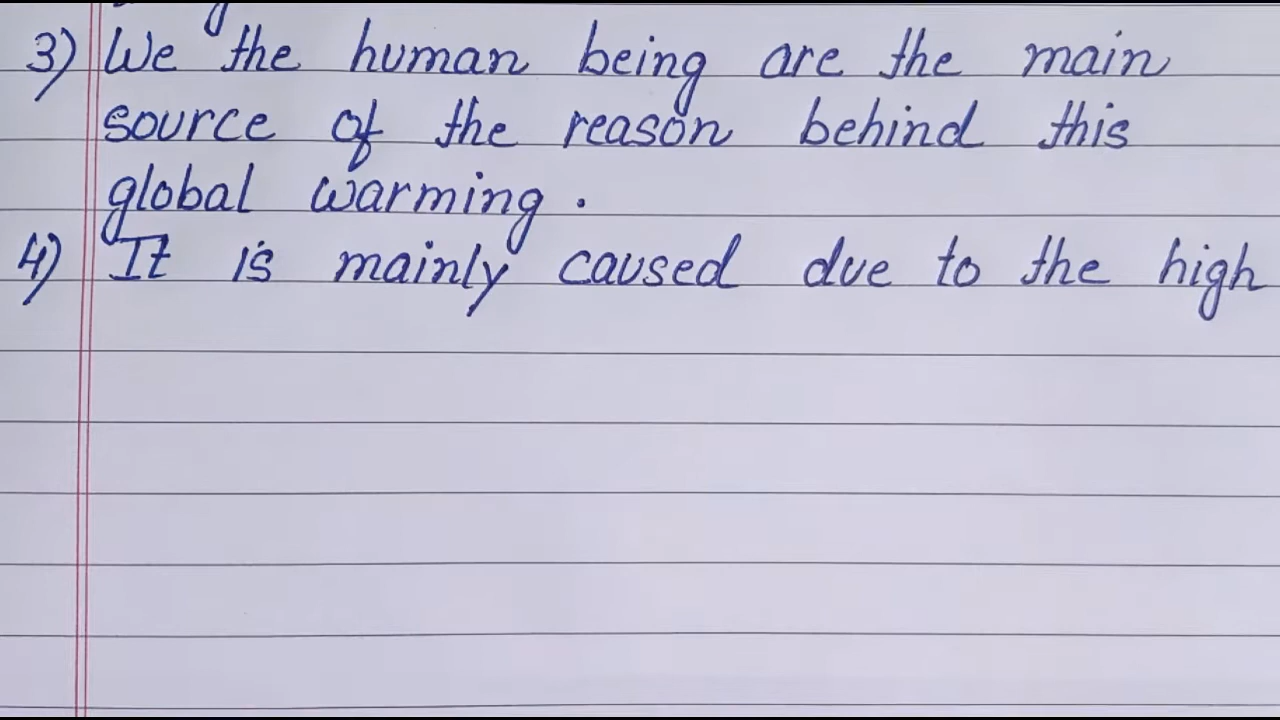 3) We the human being are the main
source of the reason behind this
global warming.
4) It is mainly caused due to the high